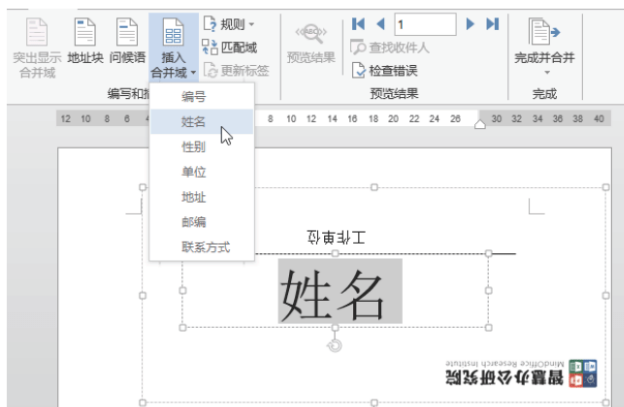 突出显示 合并域
地址块
问候语
插入 合并域
规则
匹配域
更新标签
预览结果
1
查找收件人
检查错误
完成并合并
编写和
预览结果
完成
编号
姓名
性别
单位
地址
邮编
联系方式
12 10 8 6 4 8 10 12 14 16 18 20 22 24 26 30 32 34 36 38 40
工作单位
姓名
MindOffice Research Institute
智慧办公研究院